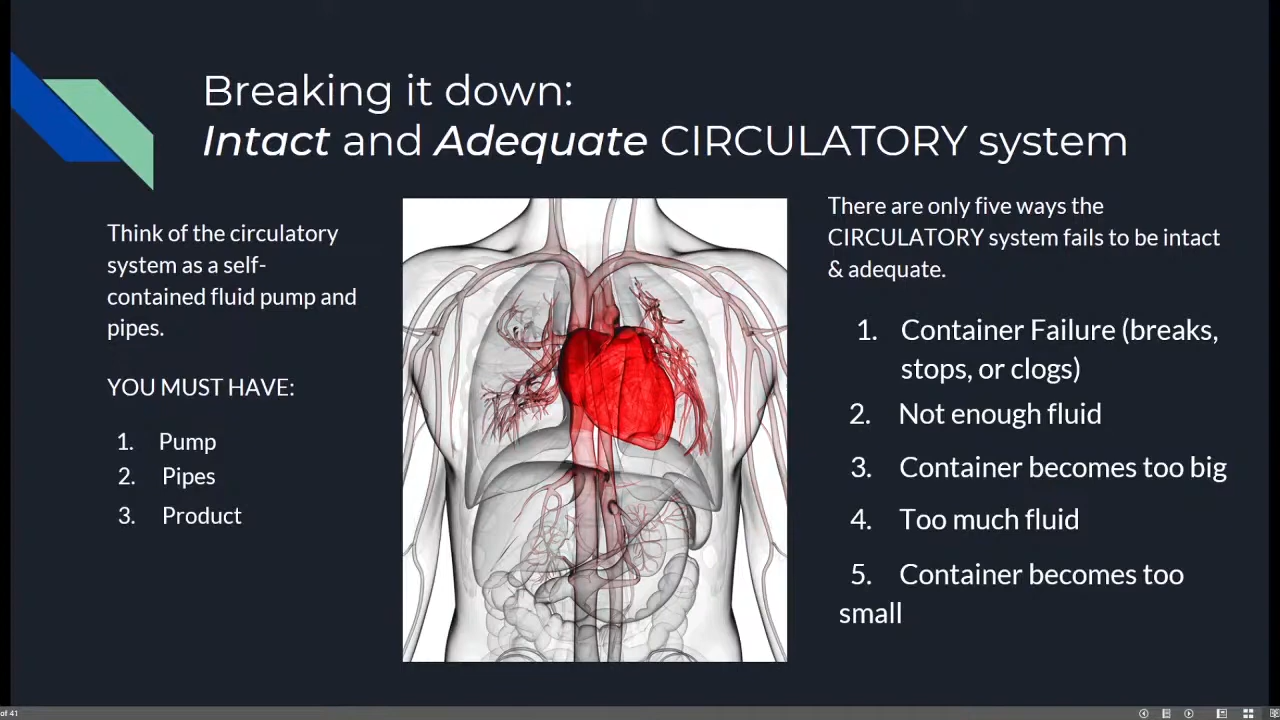 Breaking it down:
Intact and Adequate CIRCULATORY system
Think of the circulatory
system as a self-
contained fluid pump and
pipes.
YOU MUST HAVE:
1. Pump
2. Pipes
3. Product
There are only five ways the
CIRCULATORY system fails to be intact
& adequate.
1. Container Failure (breaks,
stops, or clogs)
2. Not enough fluid
3. Container becomes too big
4. Too much fluid
5. Container becomes too
small
of 41